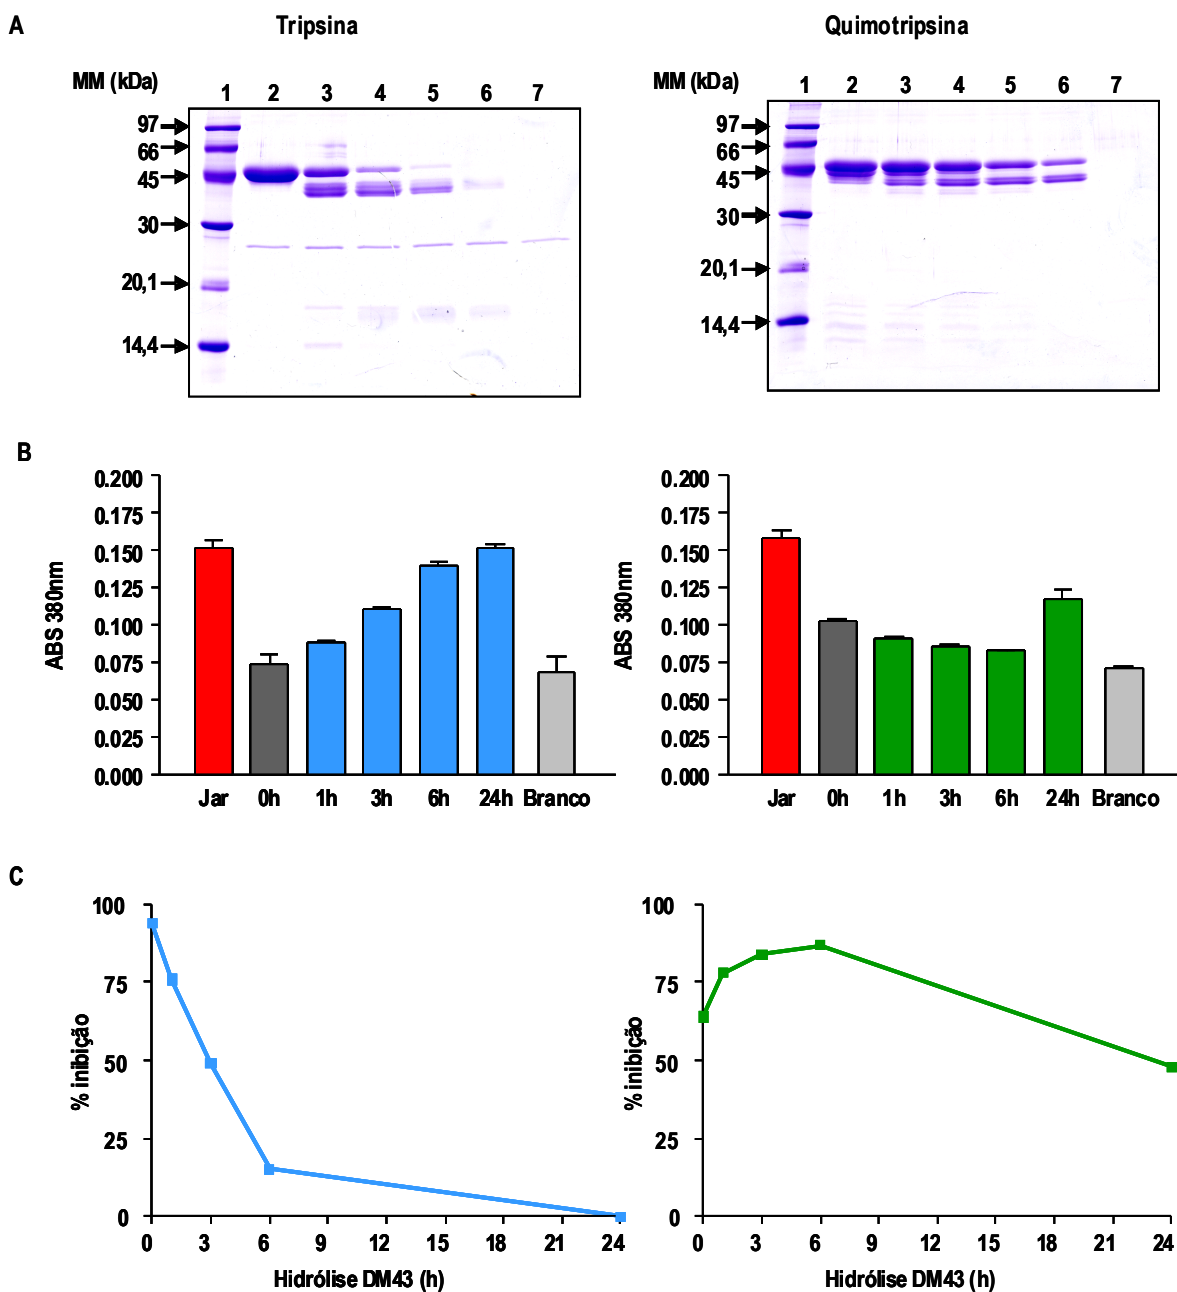 A
Tripsina
Quimotripsina
MM (kDa) 1 2 3 4 5 6 7
97
66
45
30
20,1
14,4
MM (kDa) 1 2 3 4 5 6 7
97
66
45
30
20,1
14,4
B
ABS 380nm
0.200
0.175
0.150
0.125
0.100
0.075
0.050
0.025
0.000
Jar 0h 1h 3h 6h 24h Branco
ABS 380nm
0.200
0.175
0.150
0.125
0.100
0.075
0.050
0.025
0.000
Jar 0h 1h 3h 6h 24h Branco
C
% inibição
100
75
50
25
0
0 3 6 9 12 15 18 21 24
Hidrólise DM43 (h)
% inibição
100
75
50
25
0
0 3 6 9 12 15 18 21 24
Hidrólise DM43 (h)